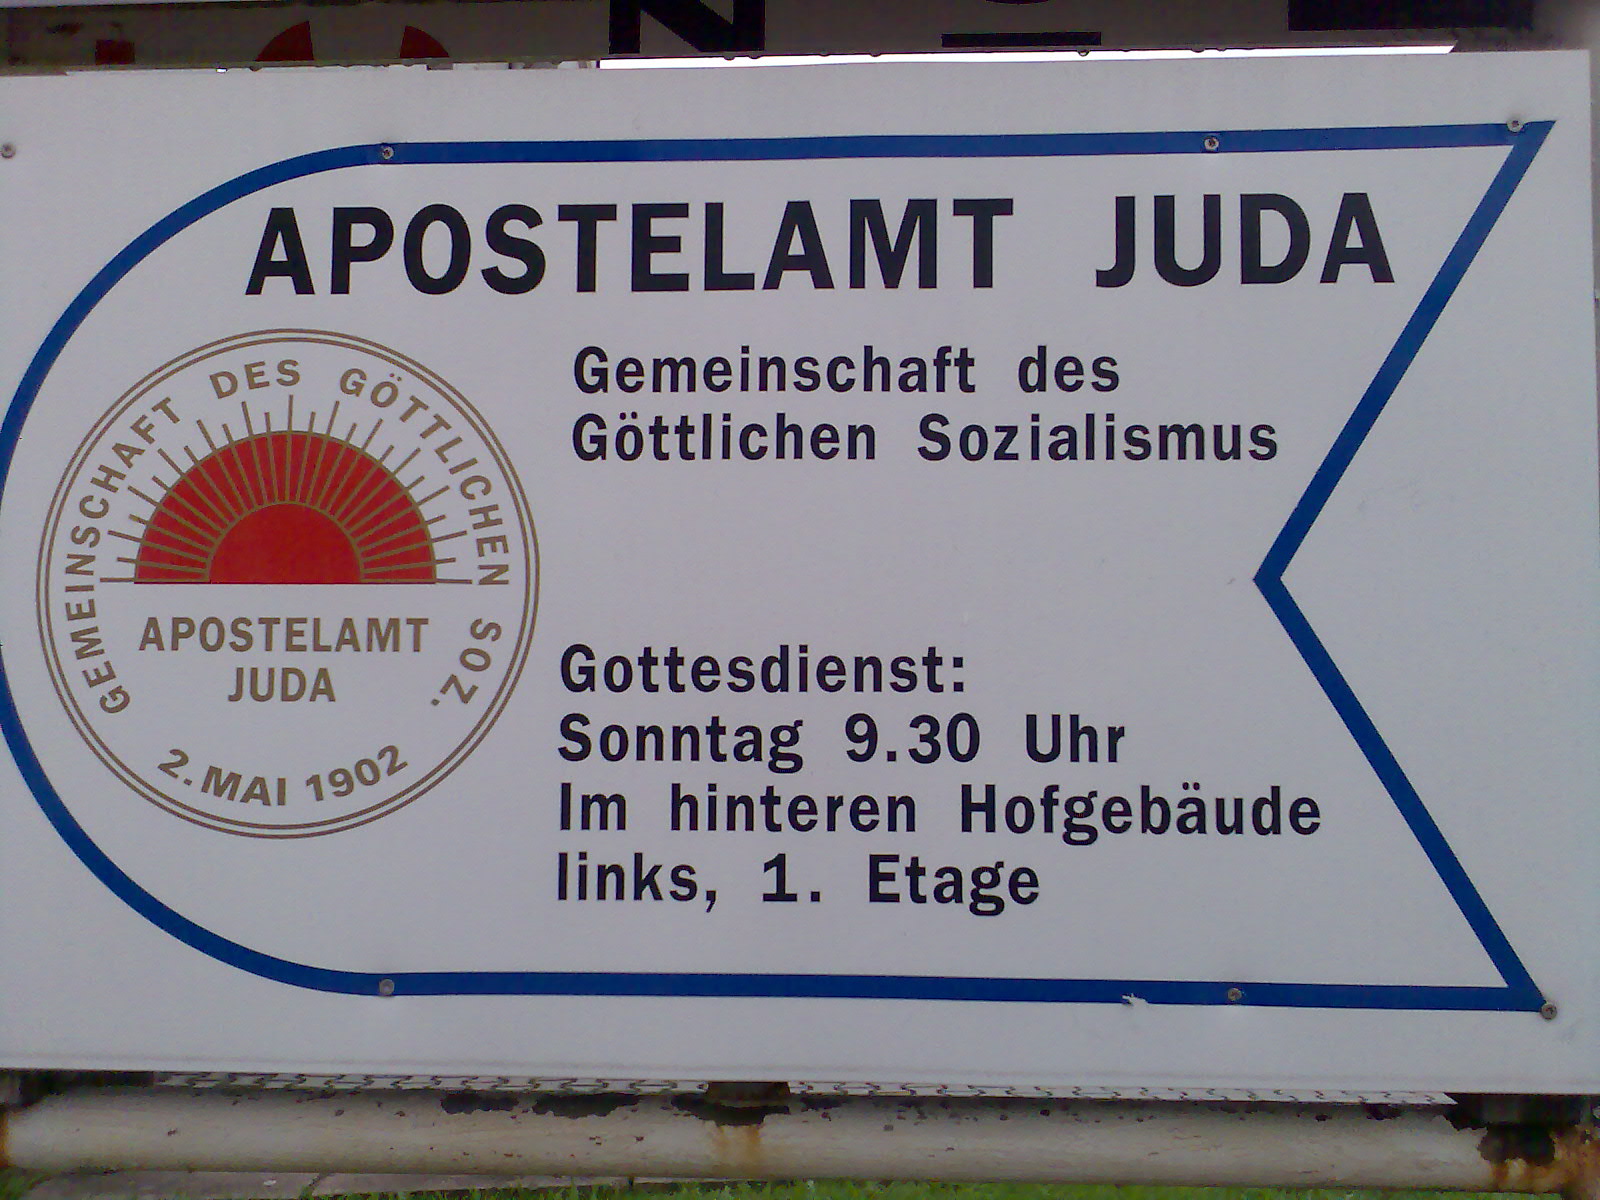 APOSTELAMT JUDA
Gemeinschaft des
Göttlichen Sozialismus
GEMEINSCHAFT DES GÖTTLICHEN SOZ.
APOSTELAMT
JUDA
2. MAI 1902
Gottesdienst:
Sonntag 9.30 Uhr
Im hinteren Hofgebäude
links, 1. Etage